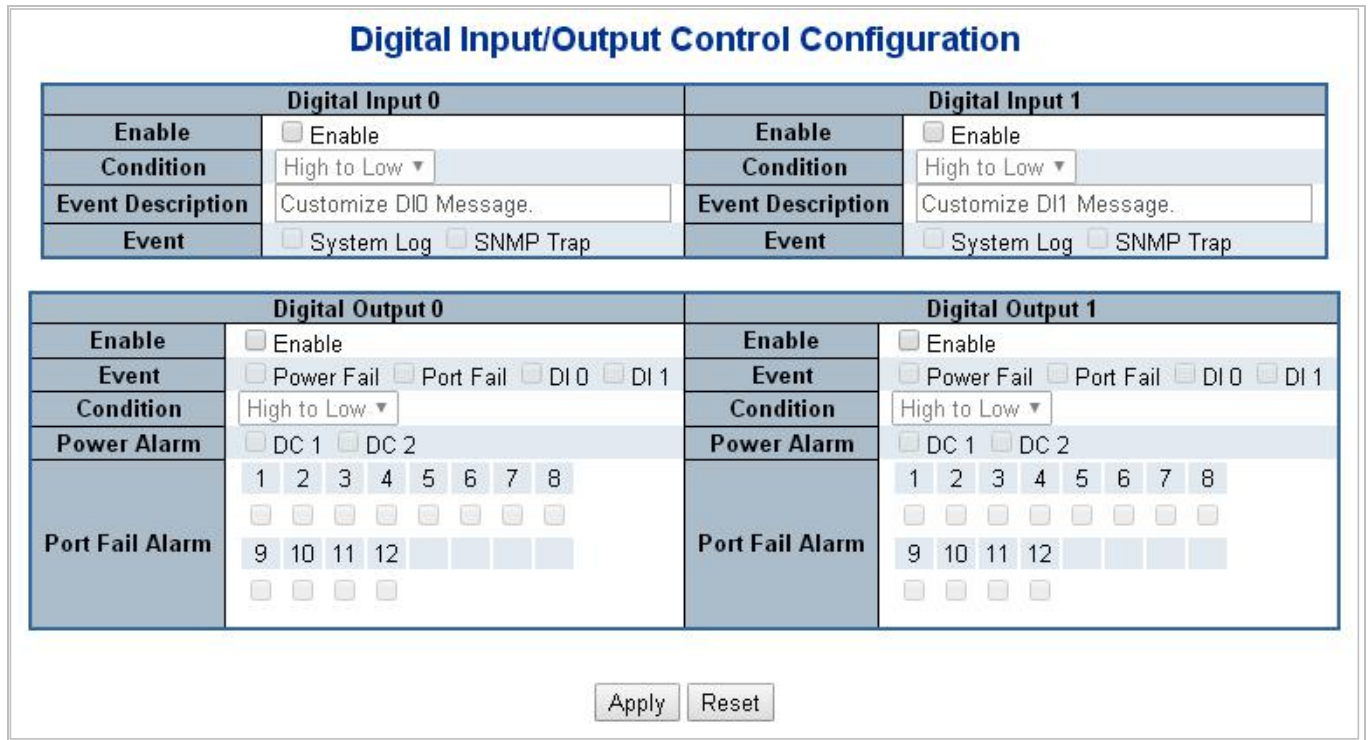 Digital Input/Output Control Configuration
Digital Input 0 Digital Input 1
Enable Enable Enable Enable
Condition High to Low Condition High to Low
Event Description Customize DI0 Message. Event Description Customize DI1 Message.
Event System Log SNMP Trap Event System Log SNMP Trap
Digital Output 0 Digital Output 1
Enable Enable Enable Enable
Event Power Fail Port Fail DI 0 DI 1 Event Power Fail Port Fail DI 0 DI 1
Condition High to Low Condition High to Low
Power Alarm DC 1 DC 2 Power Alarm DC 1 DC 2
1 2 3 4 5 6 7 8 1 2 3 4 5 6 7 8
Port Fail Alarm Port Fail Alarm
9 10 11 12 9 10 11 12
Apply Reset